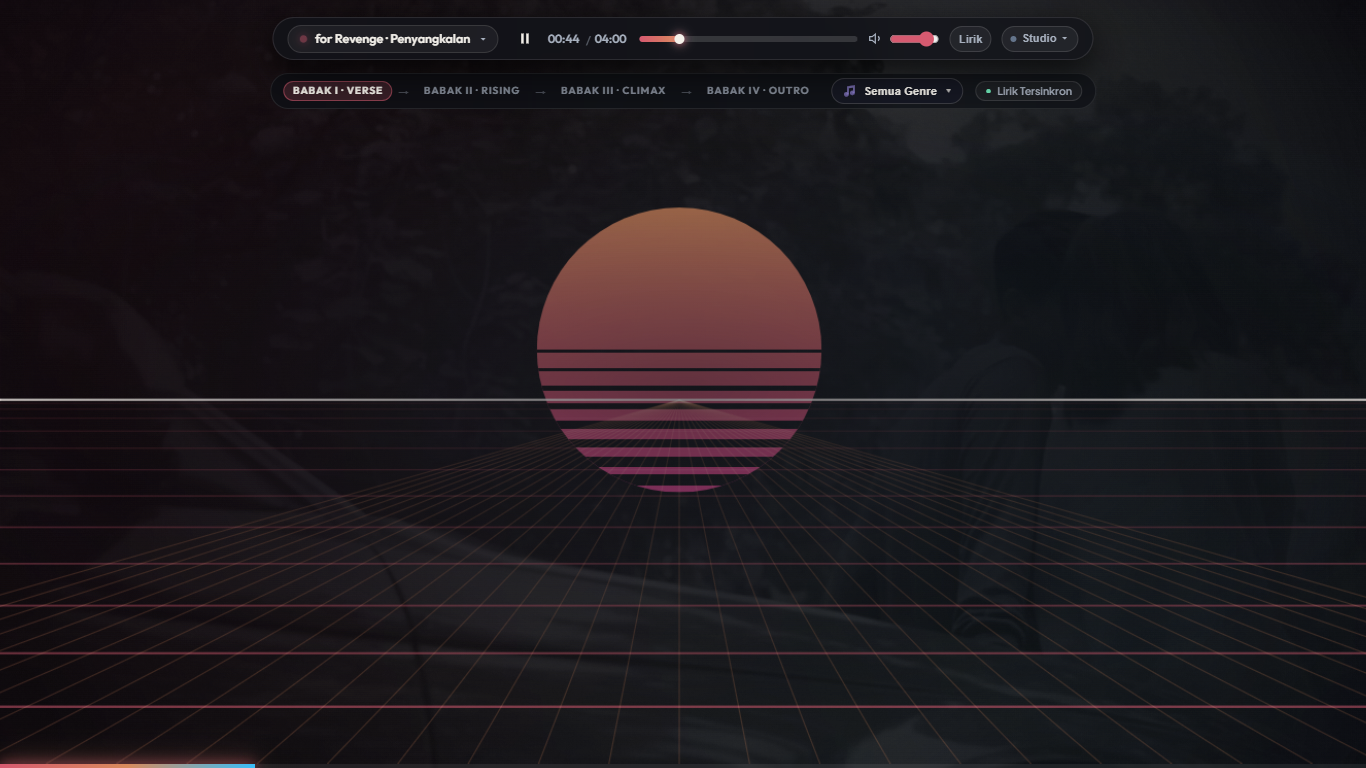 for Revenge · Penyangkalan 00:44 / 04:00 Lirik Studio
BABAK I · VERSE → BABAK II · RISING → BABAK III · CLIMAX → BABAK IV · OUTRO Semua Genre Lirik Tersinkron